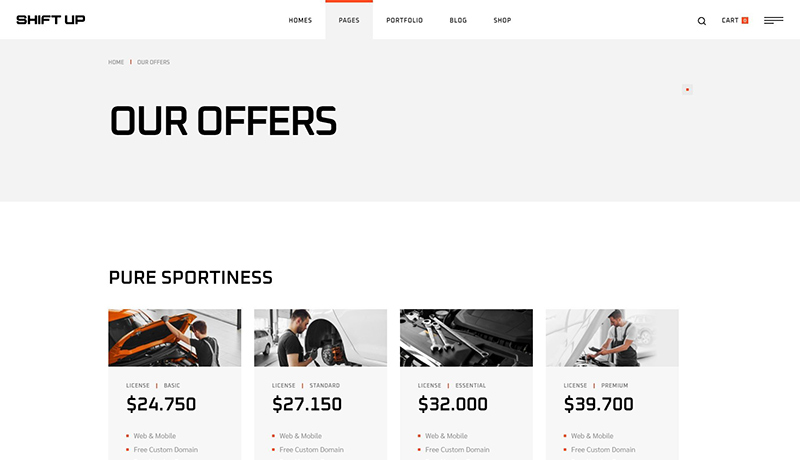 SHIFT UP
HOMES PAGES PORTFOLIO BLOG SHOP
CART 0
HOME | OUR OFFERS
OUR OFFERS
PURE SPORTINESS
LICENSE | BASIC
$24.750
Web & Mobile
Free Custom Domain
LICENSE | STANDARD
$27.150
Web & Mobile
Free Custom Domain
LICENSE | ESSENTIAL
$32.000
Web & Mobile
Free Custom Domain
LICENSE | PREMIUM
$39.700
Web & Mobile
Free Custom Domain